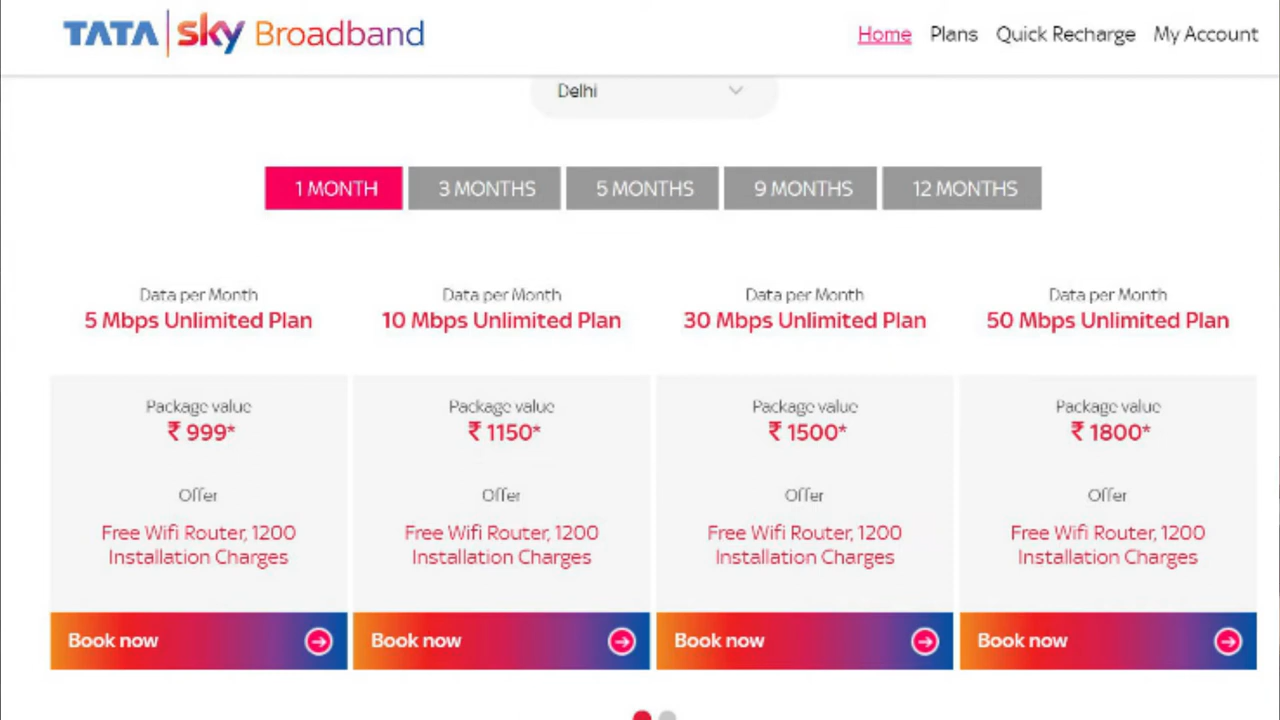 TATA sky Broadband
Home Plans Quick Recharge My Account
Delhi
1 MONTH 3 MONTHS 5 MONTHS 9 MONTHS 12 MONTHS
Data per Month
5 Mbps Unlimited Plan
Package value
₹ 999*
Offer
Free Wifi Router, 1200
Installation Charges
Book now
Data per Month
10 Mbps Unlimited Plan
Package value
₹ 1150*
Offer
Free Wifi Router, 1200
Installation Charges
Book now
Data per Month
30 Mbps Unlimited Plan
Package value
₹ 1500*
Offer
Free Wifi Router, 1200
Installation Charges
Book now
Data per Month
50 Mbps Unlimited Plan
Package value
₹ 1800*
Offer
Free Wifi Router, 1200
Installation Charges
Book now